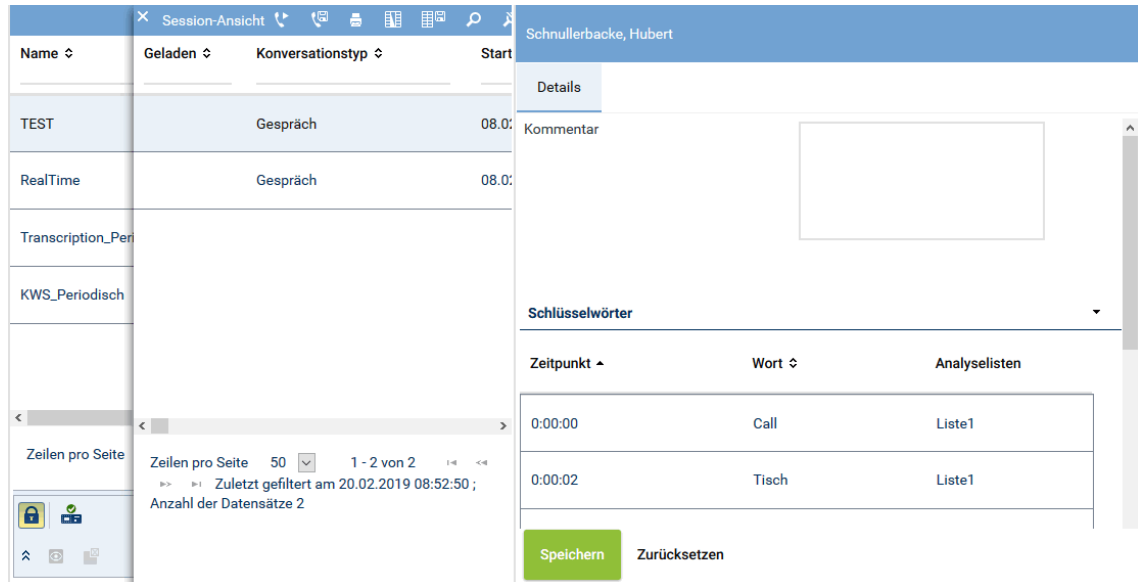 Name
TEST
RealTime
Transcription_Peri
KWS_Periodisch
Zeilen pro Seite
Session-Ansicht
Geladen Konversationstyp Start
Gespräch 08.02
Gespräch 08.02
Zeilen pro Seite 50 1 - 2 von 2
Zuletzt gefiltert am 20.02.2019 08:52:50 ;
Anzahl der Datensätze 2
Schnullerbacke, Hubert
Details
Kommentar
Schlüsselwörter
Zeitpunkt Wort Analyselisten
0:00:00 Call Liste1
0:00:02 Tisch Liste1
Speichern Zurücksetzen